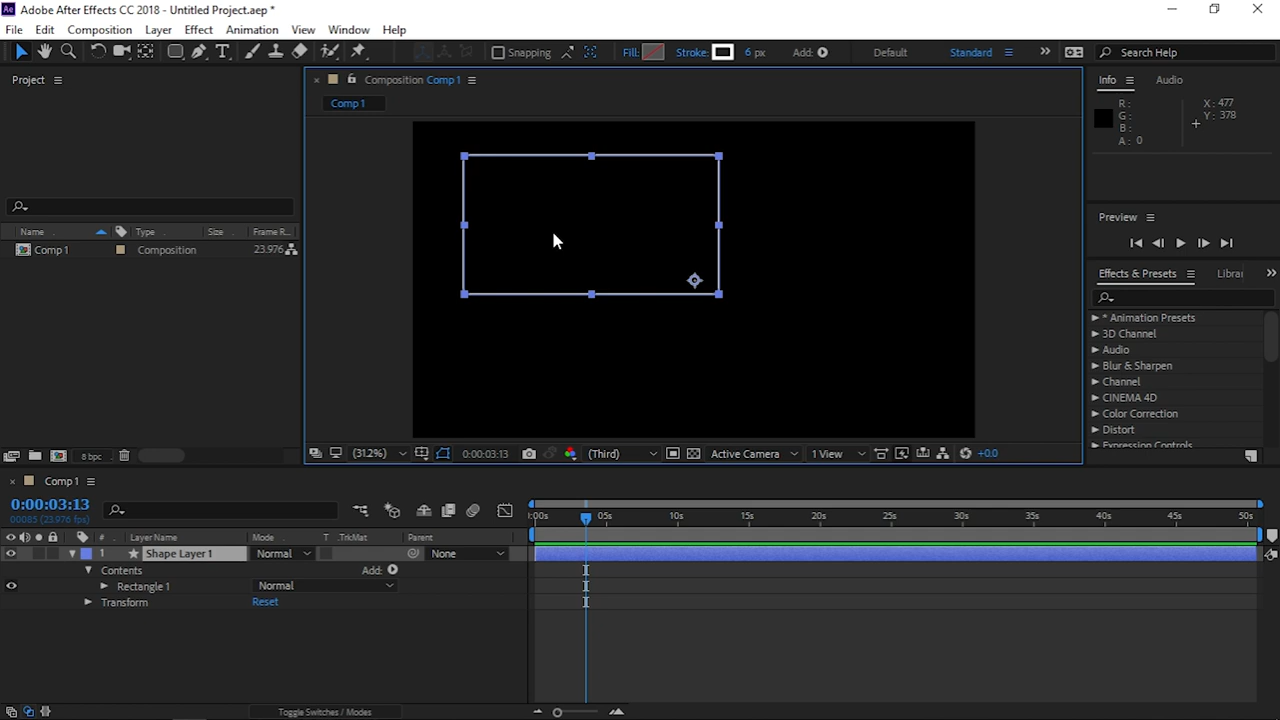 Adobe After Effects CC 2018 - Untitled Project.aep *
File Edit Composition Layer Effect Animation View Window Help
Snapping Fill: Stroke: 6 px Add: Default Standard Search Help
Project
Composition Comp 1
Info Audio
Comp 1
R: X: 477
G: Y: 378
B:
A: 0
Preview
Name Type Size Frame R...
Comp 1 Composition 23.976
Effects & Presets Librar
* Animation Presets
3D Channel
Audio
Blur & Sharpen
Channel
CINEMA 4D
Color Correction
Distort
Expression Controls
8 bpc
(31.2%) 0:00:03:13 (Third) Active Camera 1 View +0.0
Comp 1
0:00:03:13
00085 (23.976 fps)
:00s 05s 10s 15s 20s 25s 30s 35s 40s 45s 50s
# Layer Name Mode T .TrkMat Parent
1 Shape Layer 1 Normal None
Contents Add:
Rectangle 1 Normal
Transform Reset
Toggle Switches / Modes